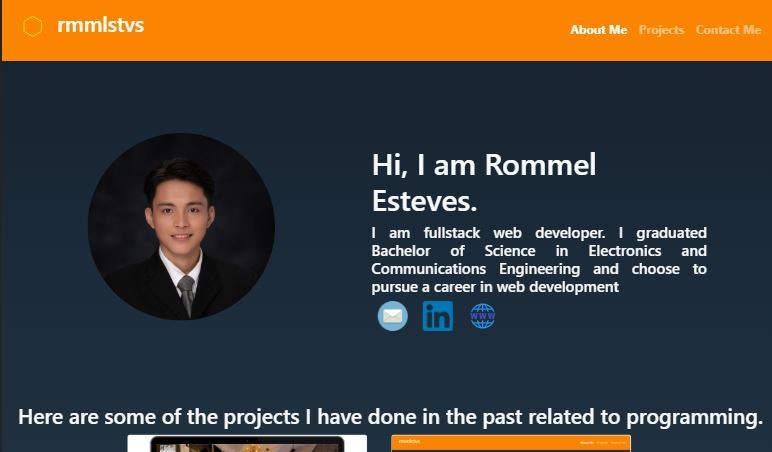 rmmlstvs
About Me Projects Contact Me
Hi, I am Rommel
Esteves.
I am fullstack web developer. I graduated
Bachelor of Science in Electronics and
Communications Engineering and choose to
pursue a career in web development
WWW
Here are some of the projects I have done in the past related to programming.